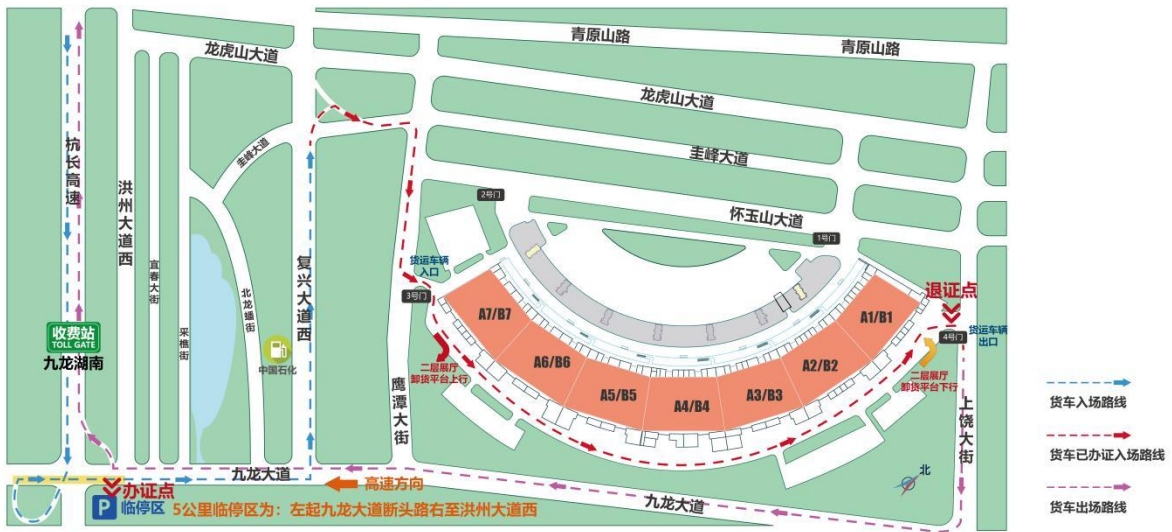 青原山路
青原山路
龙虎山大道
龙虎山大道
圭峰大道
圭峰大道
怀玉山大道
杭长高速
洪州大道西
宜春大街
采樵街
北龙蟠街
复兴大道西
鹰潭大街
上饶大街
2号门
1号门
货运车辆
入口
3号门
A7/B7
A6/B6
A5/B5
A4/B4
A3/B3
A2/B2
A1/B1
退证点
货运车辆
出口
4号门
二层展厅
卸货平台上行
二层展厅
卸货平台下行
收费站
TOLL GATE
九龙湖南
中国石化
九龙大道
九龙大道
高速方向
办证点
P 临停区
5公里临停区为：左起九龙大道断头路右至洪州大道西
北
货车入场路线
货车已办证入场路线
货车出场路线